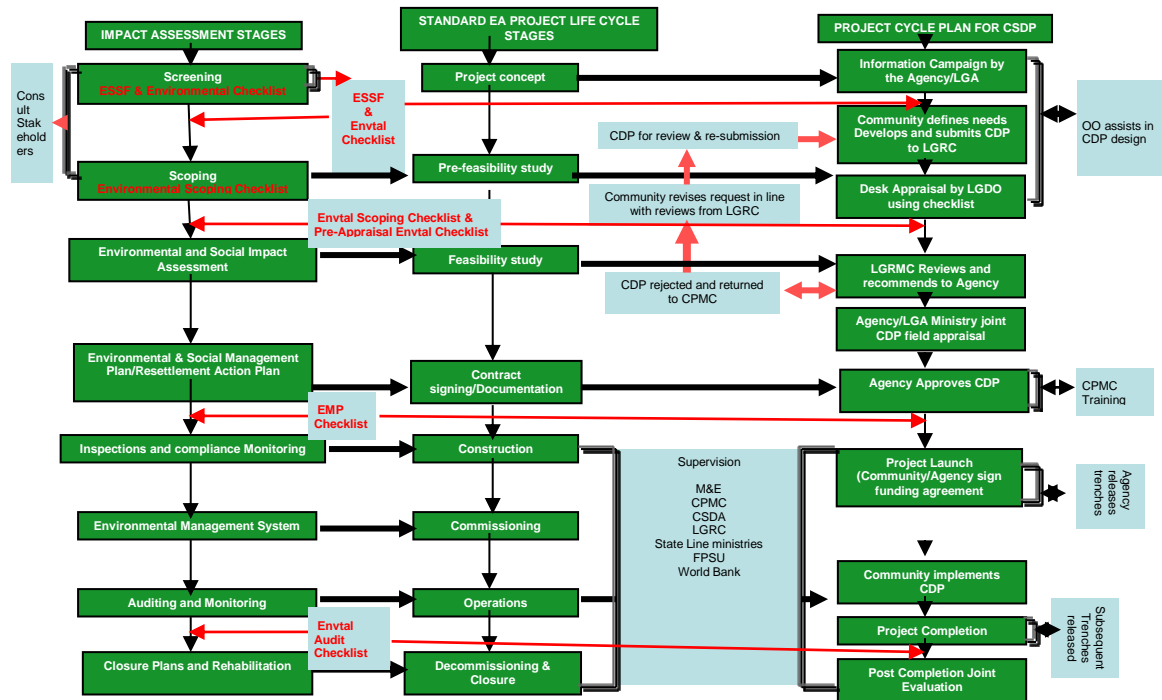 IMPACT ASSESSMENT STAGES
STANDARD EA PROJECT LIFE CYCLE
STAGES
PROJECT CYCLE PLAN FOR CSDP
Cons
ult
Stak
ehold
ers
Screening
ESSF & Environmental Checklist
ESSF
&
Envtal
Checklist
Project concept
Information Campaign by
the Agency/LGA
CDP for review & re-submission
Community defines needs
Develops and submits CDP
to LGRC
OO assists in
CDP design
Scoping
Environmental Scoping Checklist
Pre-feasibility study
Community revises request in line
with reviews from LGRC
Desk Appraisal by LGDO
using checklist
Envtal Scoping Checklist &
Pre-Appraisal Envtal Checklist
Environmental and Social Impact
Assessment
Feasibility study
CDP rejected and returned
to CPMC
LGRMC Reviews and
recommends to Agency
Agency/LGA Ministry joint
CDP field appraisal
Environmental & Social Management
Plan/Resettlement Action Plan
Contract
signing/Documentation
Agency Approves CDP
CPMC
Training
EMP
Checklist
Inspections and compliance Monitoring
Construction
Supervision
M&E
CPMC
CSDA
LGRC
State Line ministries
FPSU
World Bank
Project Launch
(Community/Agency sign
funding agreement
Agency
releases
trenches
Environmental Management System
Commissioning
Community implements
CDP
Auditing and Monitoring
Operations
Project Completion
Subsequent
Trenches
released
Envtal
Audit
Checklist
Closure Plans and Rehabilitation
Decommissioning &
Closure
Post Completion Joint
Evaluation